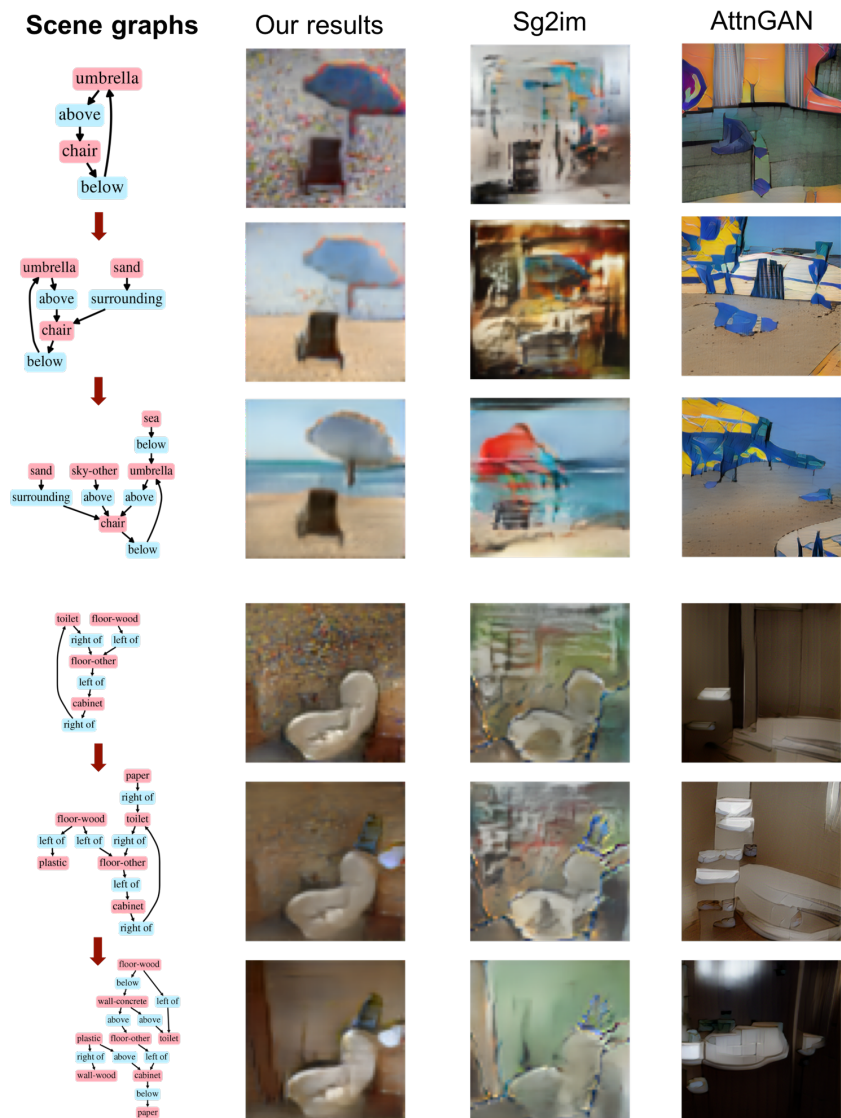 Scene graphs Our results Sg2im AttnGAN
umbrella
above
chair
below
umbrella sand
above surrounding
chair
below
sea
below
sand sky-other umbrella
surrounding above above
chair
below
toilet floor-wood
right of left of
floor-other
left of
cabinet
right of
paper
right of
floor-wood toilet
left of left of right of
plastic floor-other
left of
cabinet
right of
floor-wood
below
wall-concrete left of
above above
plastic floor-other toilet
right of above left of
wall-wood cabinet
below
paper